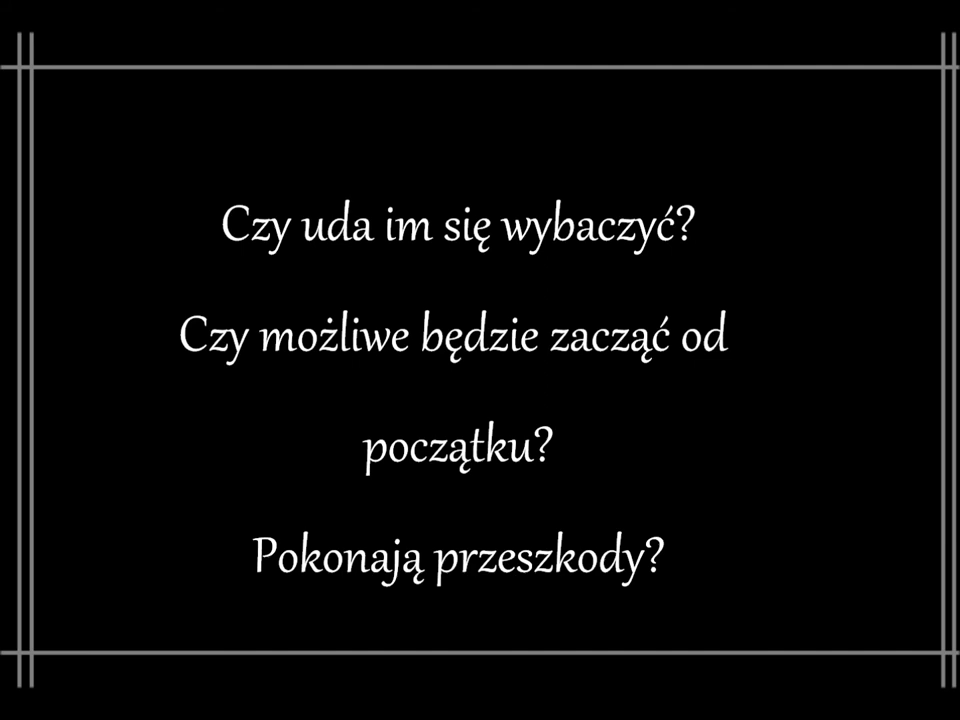 Czy uda im się wybaczyć?
Czy możliwe będzie zacząć od
początku?
Pokonają przeszkody?